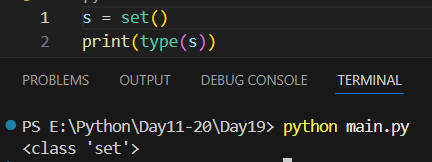 1 s = set()
2 print(type(s))
PROBLEMS OUTPUT DEBUG CONSOLE TERMINAL
PS E:\Python\Day11-20\Day19> python main.py
<class 'set'>